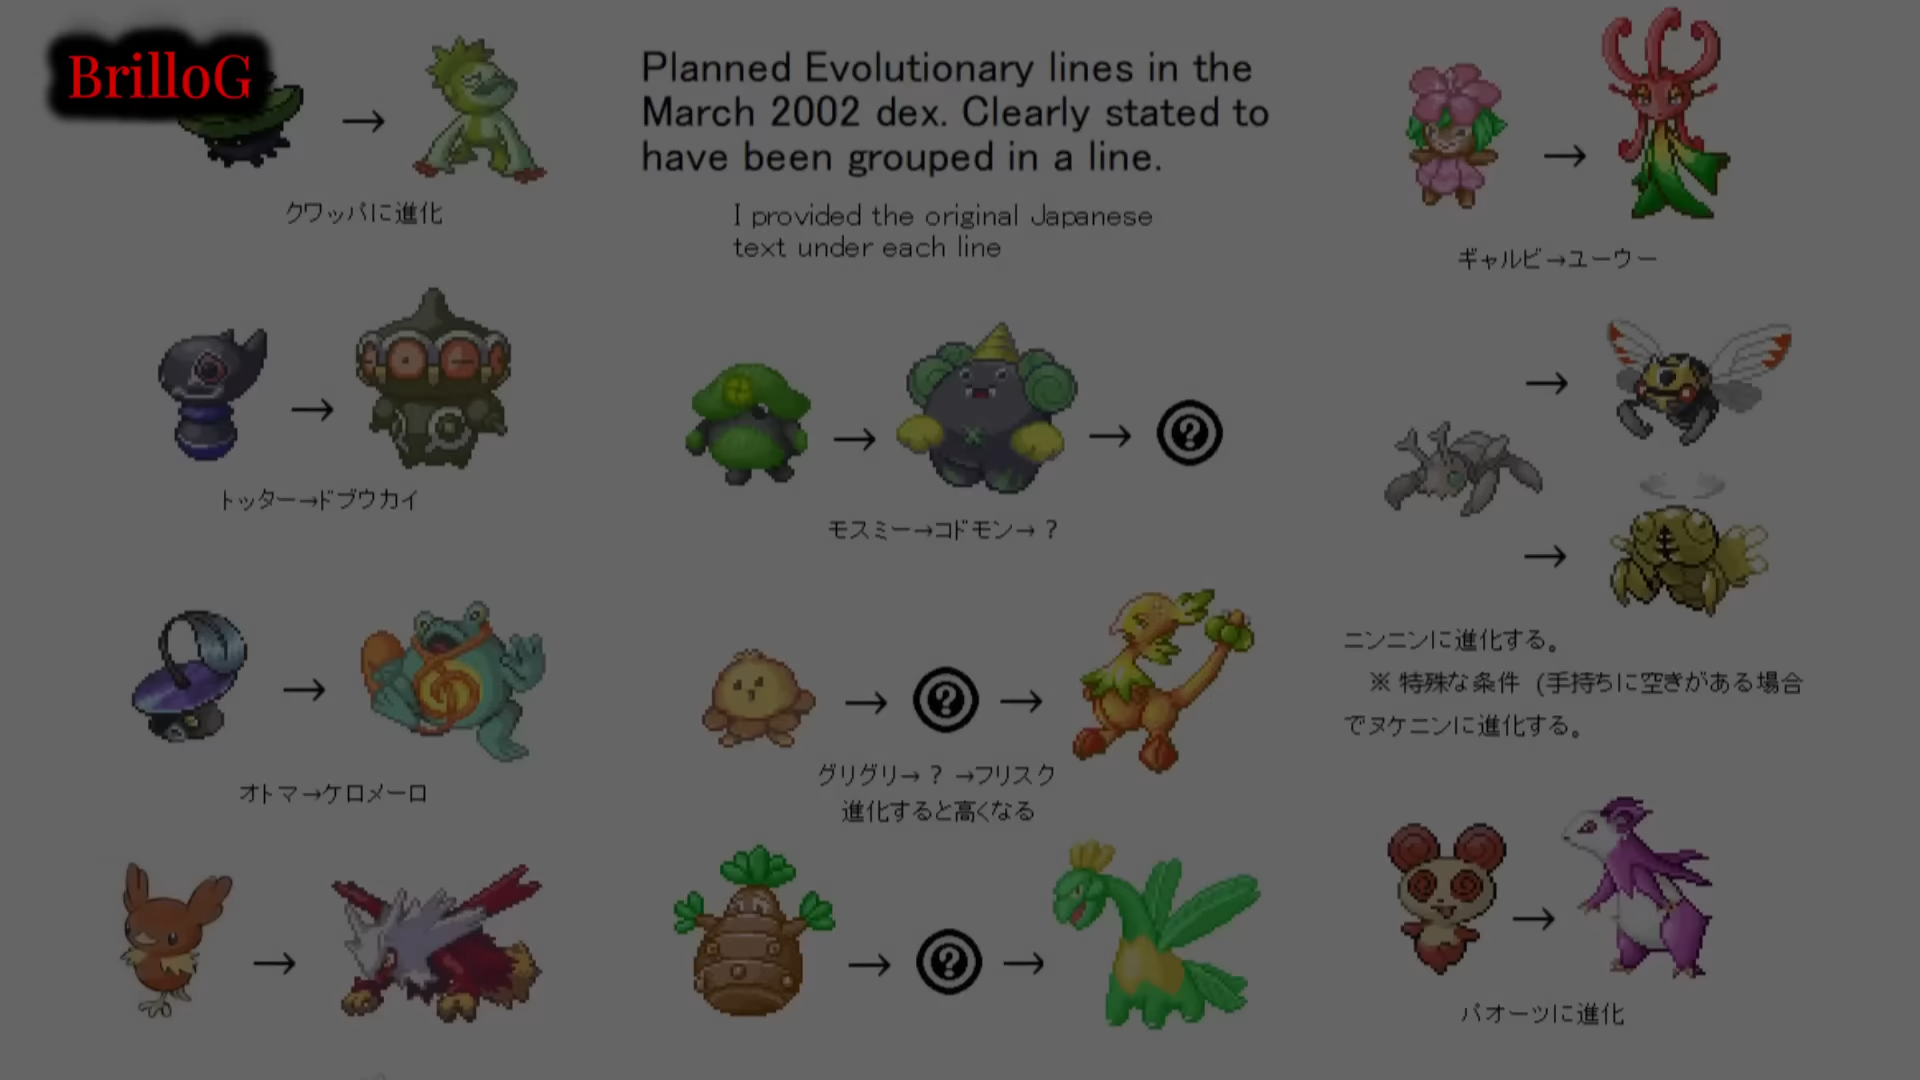 BrilloG
Planned Evolutionary lines in the
March 2002 dex. Clearly stated to
have been grouped in a line.
I provided the original Japanese
text under each line
クワッパに進化
ギャルビ→ユーウー
トッター→ドブウカイ
モスミー→コドモン→？
ニンニンに進化する。
※ 特殊な条件 (手持ちに空きがある場合
でヌケニンに進化する。
オトマ→ケロメーロ
グリグリ→？→フリスク
進化すると高くなる
バオーツに進化